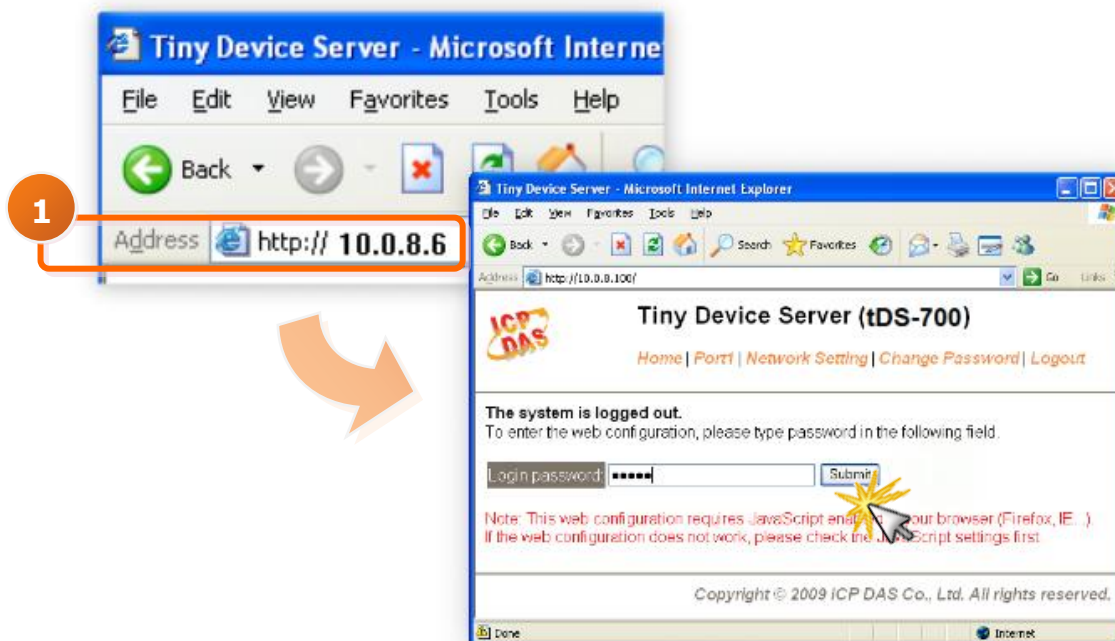 Tiny Device Server - Microsoft Interne
File Edit View Favorites Tools Help
Back
1
Address http:// 10.0.8.6
Tiny Device Server - Microsoft Internet Explorer
File Edit View Favorites Tools Help
Back Search Favorites
Address http://10.0.8.100/ Go Links
ICP DAS
Tiny Device Server (tDS-700)
Home | Port1 | Network Setting | Change Password | Logout
The system is logged out.
To enter the web configuration, please type password in the following field.
Login password: ••••• Submit
Note: This web configuration requires JavaScript your browser (Firefox, IE...).
If the web configuration does not work, please check the JavaScript settings first
Copyright © 2009 ICP DAS Co., Ltd. All rights reserved.
Done Internet